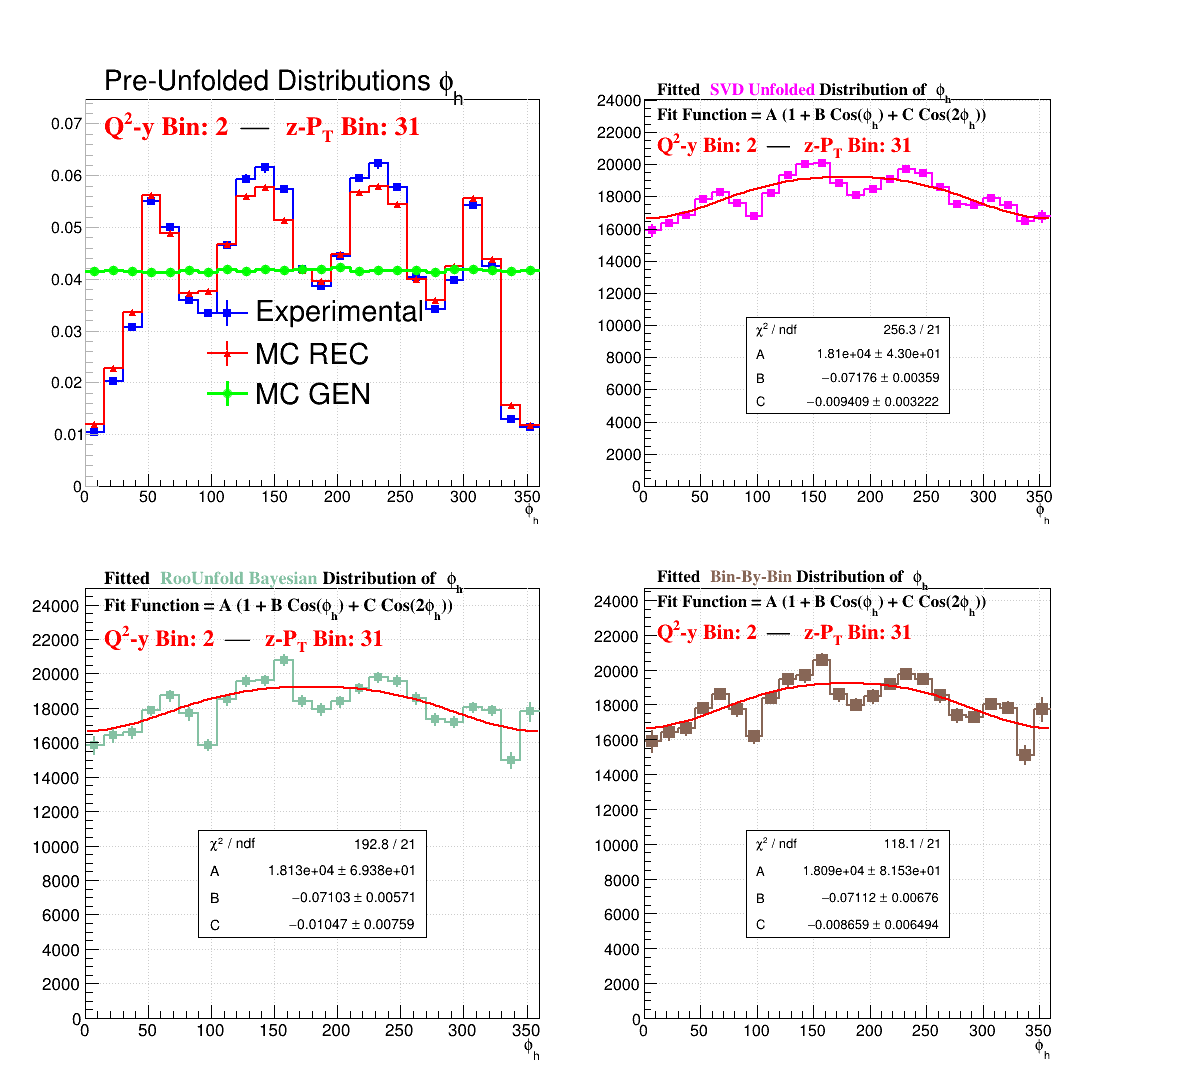 Pre-Unfolded Distributions ϕh
Q²-y Bin: 2 — z-PT Bin: 31
0.07
0.06
0.05
0.04
0.03
0.02
0.01
0
Experimental
MC REC
MC GEN
0 50 100 150 200 250 300 350
ϕh
Fitted SVD Unfolded Distribution of ϕh
Fit Function = A (1 + B Cos(ϕh) + C Cos(2ϕh))
Q²-y Bin: 2 — z-PT Bin: 31
24000
22000
20000
18000
16000
14000
12000
10000
8000
6000
4000
2000
0
χ² / ndf 256.3 / 21
A 1.81e+04 ± 4.30e+01
B −0.07176 ± 0.00359
C −0.009409 ± 0.003222
0 50 100 150 200 250 300 350
ϕh
Fitted RooUnfold Bayesian Distribution of ϕh
Fit Function = A (1 + B Cos(ϕh) + C Cos(2ϕh))
Q²-y Bin: 2 — z-PT Bin: 31
24000
22000
20000
18000
16000
14000
12000
10000
8000
6000
4000
2000
0
χ² / ndf 192.8 / 21
A 1.813e+04 ± 6.938e+01
B −0.07103 ± 0.00571
C −0.01047 ± 0.00759
0 50 100 150 200 250 300 350
ϕh
Fitted Bin-By-Bin Distribution of ϕh
Fit Function = A (1 + B Cos(ϕh) + C Cos(2ϕh))
Q²-y Bin: 2 — z-PT Bin: 31
24000
22000
20000
18000
16000
14000
12000
10000
8000
6000
4000
2000
0
χ² / ndf 118.1 / 21
A 1.809e+04 ± 8.153e+01
B −0.07112 ± 0.00676
C −0.008659 ± 0.006494
0 50 100 150 200 250 300 350
ϕh